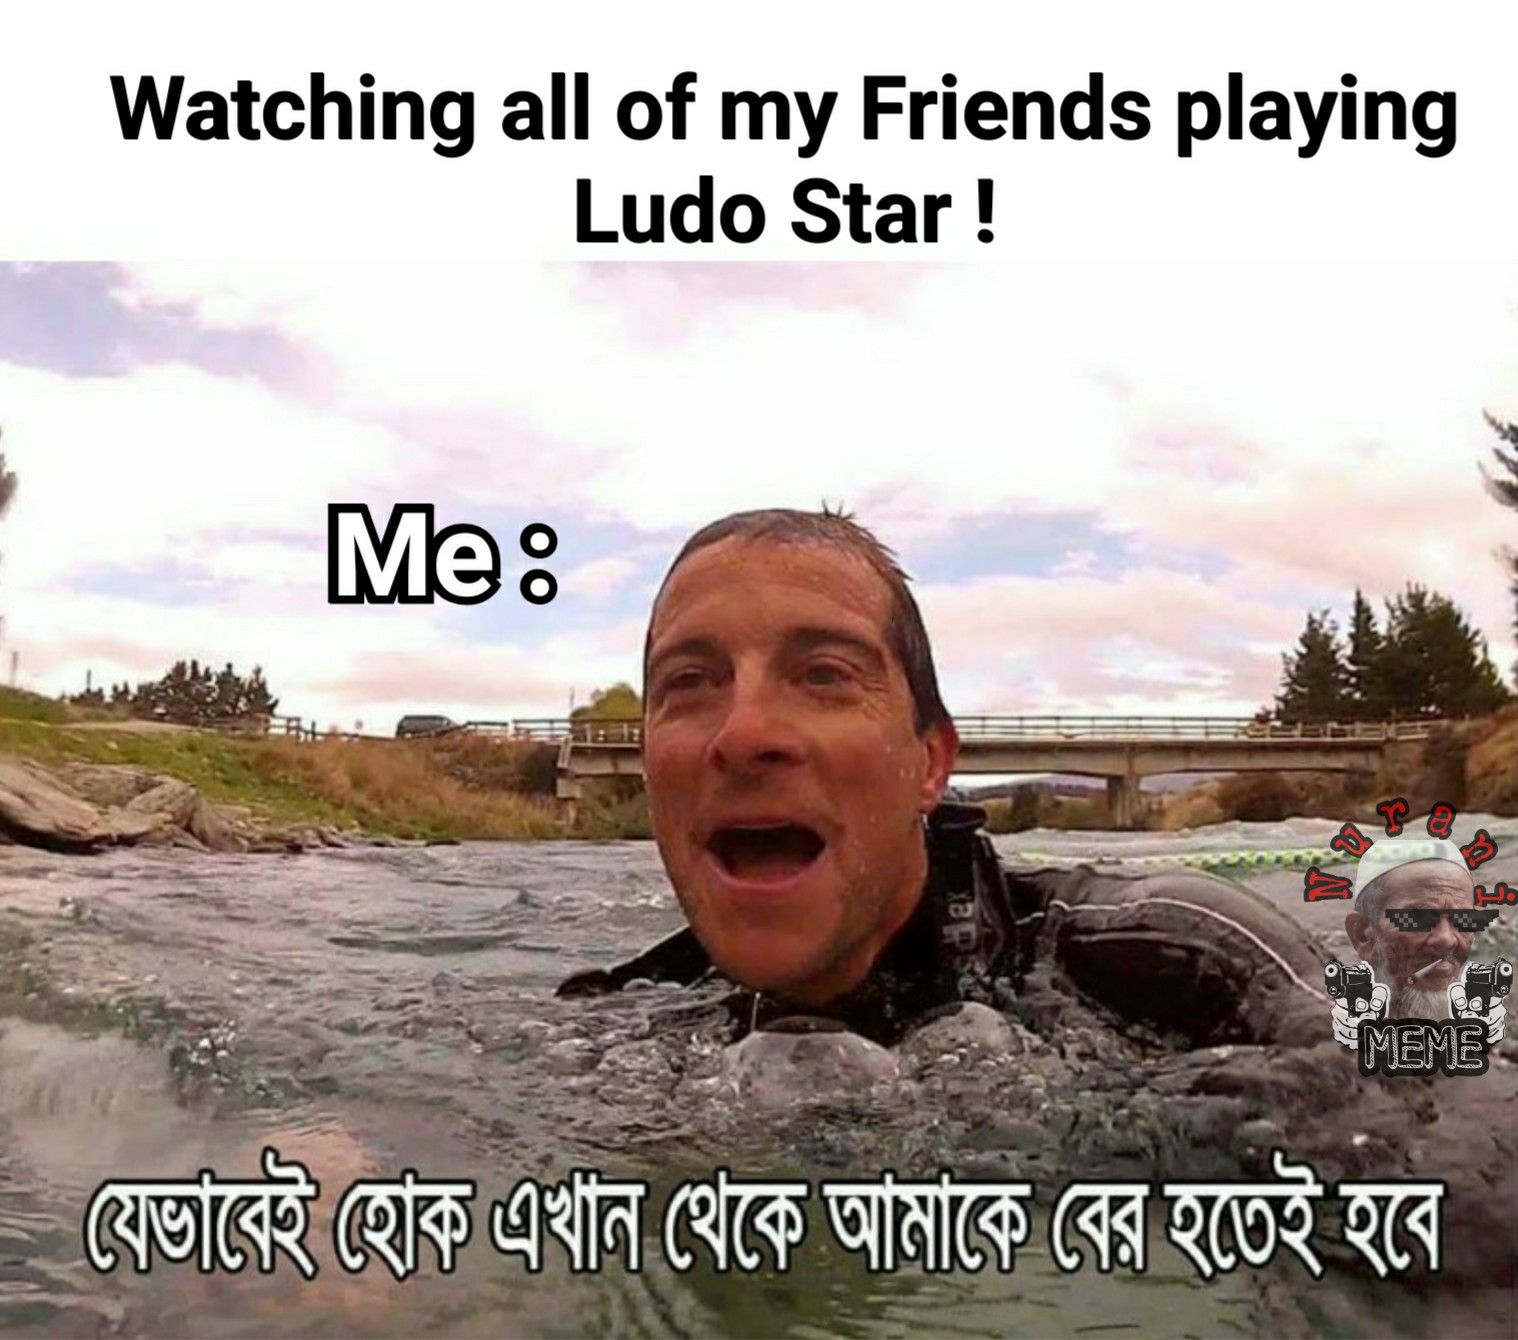 Watching all of my Friends playing
Ludo Star !
Me :
Nurani
MEME
যেভাবেই হোক এখান থেকে আমাকে বের হতেই হবে